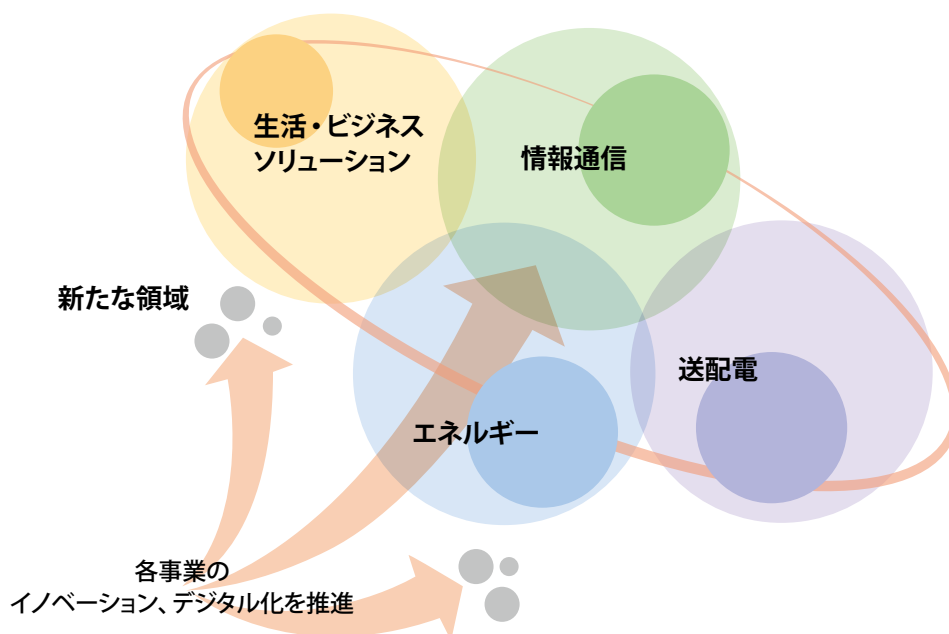 生活・ビジネス
ソリューション
情報通信
新たな領域
送配電
エネルギー
各事業の
イノベーション、デジタル化を推進